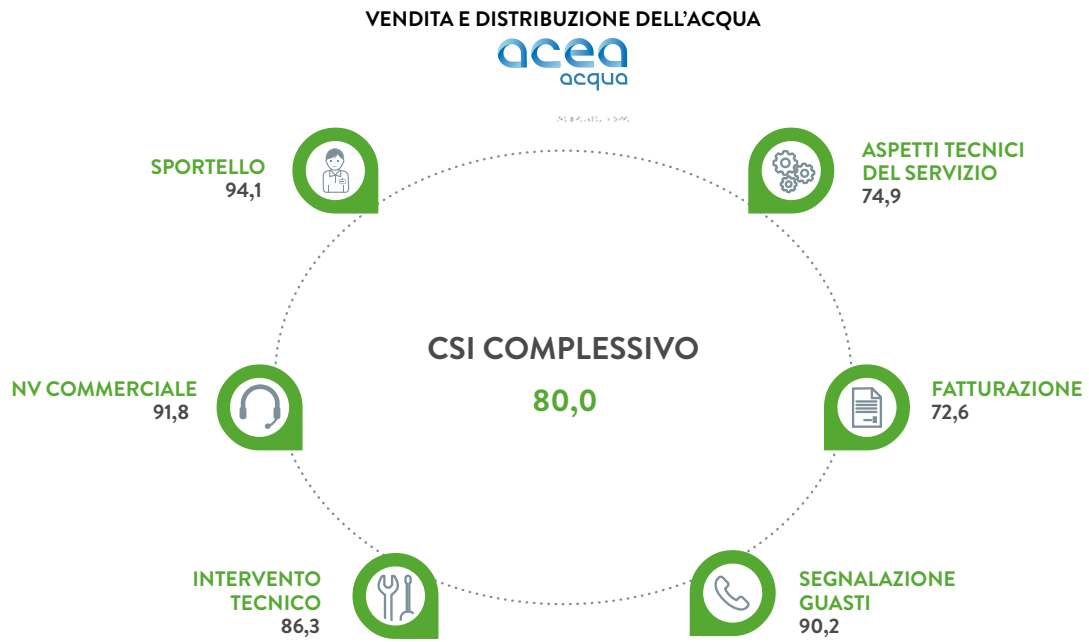 VENDITA E DISTRIBUZIONE DELL'ACQUA
acea
acqua
SPORTELLO
94,1
ASPETTI TECNICI
DEL SERVIZIO
74,9
CSI COMPLESSIVO
80,0
NV COMMERCIALE
91,8
FATTURAZIONE
72,6
INTERVENTO
TECNICO
86,3
SEGNALAZIONE
GUASTI
90,2